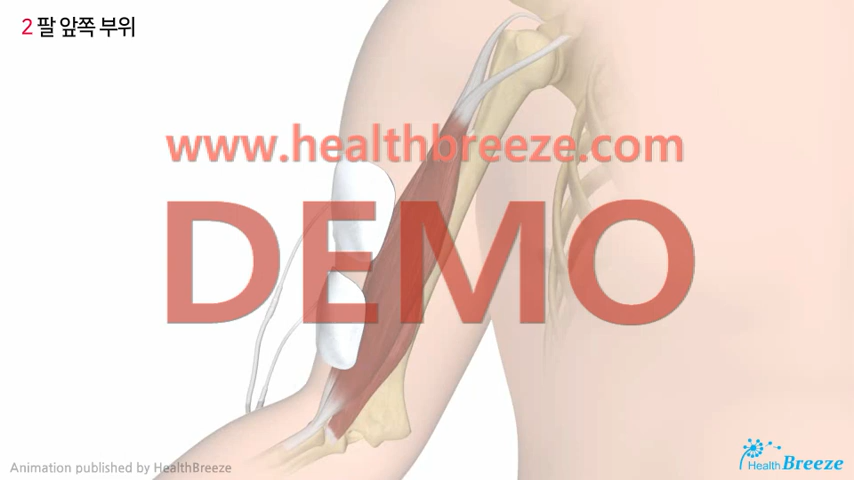 2 팔 앞쪽 부위
www.healthbreeze.com
DEMO
Animation published by HealthBreeze
Health Breeze